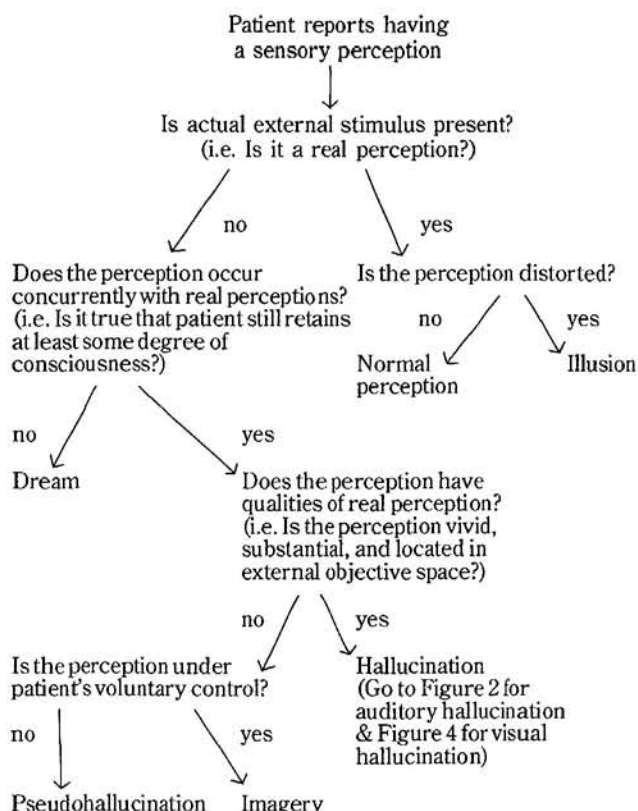 Patient reports having
a sensory perception
Is actual external stimulus present?
(i.e. Is it a real perception?)
no
yes
Does the perception occur
concurrently with real perceptions?
(i.e. Is it true that patient still retains
at least some degree of
consciousness?)
Is the perception distorted?
no
yes
Normal
perception
Illusion
no
yes
Dream
Does the perception have
qualities of real perception?
(i.e. Is the perception vivid,
substantial, and located in
external objective space?)
no
yes
Is the perception under
patient's voluntary control?
Hallucination
(Go to Figure 2 for
auditory hallucination
& Figure 4 for visual
hallucination)
no
yes
Pseudohallucination
Imagery